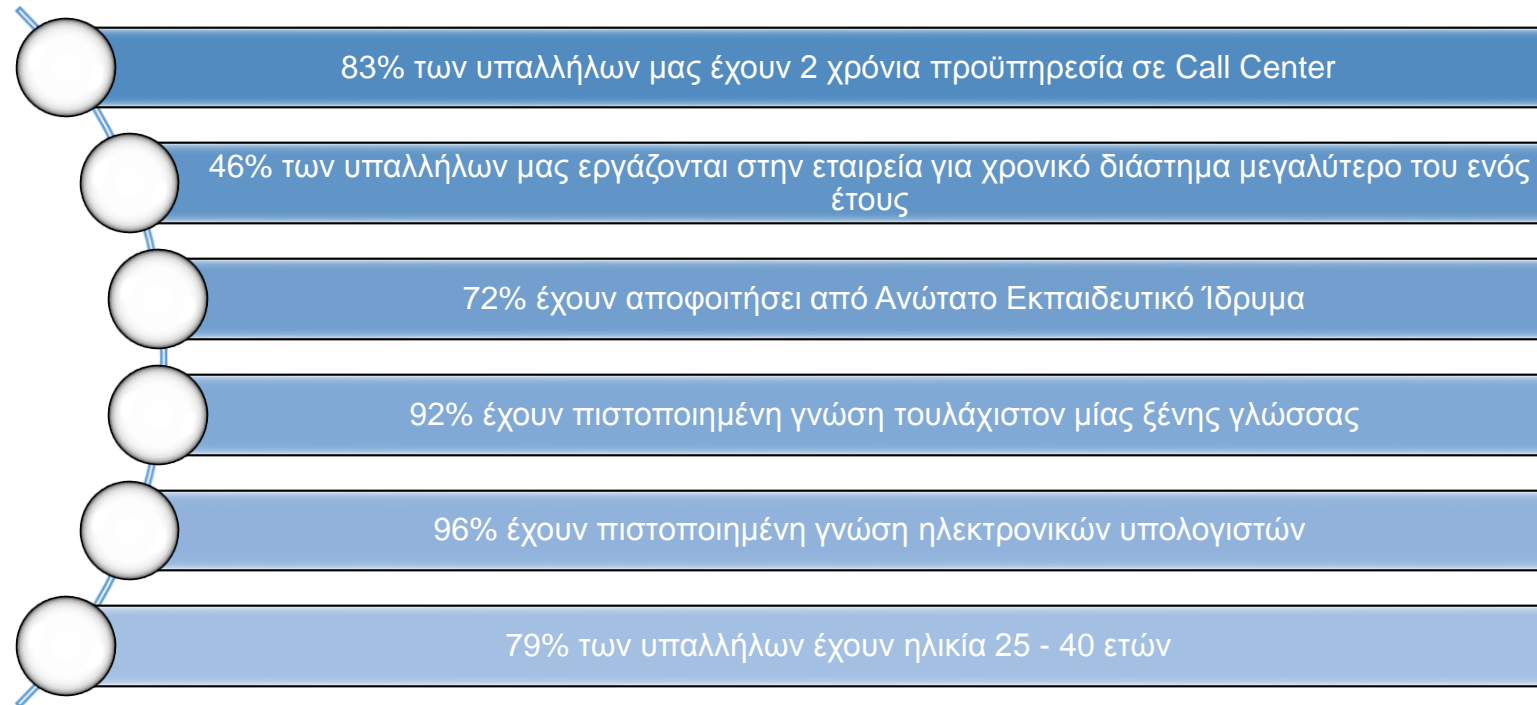 83% των υπαλλήλων μας έχουν 2 χρόνια προϋπηρεσία σε Call Center
46% των υπαλλήλων μας εργάζονται στην εταιρεία για χρονικό διάστημα μεγαλύτερο του ενός
έτους
72% έχουν αποφοιτήσει από Ανώτατο Εκπαιδευτικό Ίδρυμα
92% έχουν πιστοποιημένη γνώση τουλάχιστον μίας ξένης γλώσσας
96% έχουν πιστοποιημένη γνώση ηλεκτρονικών υπολογιστών
79% των υπαλλήλων έχουν ηλικία 25 - 40 ετών